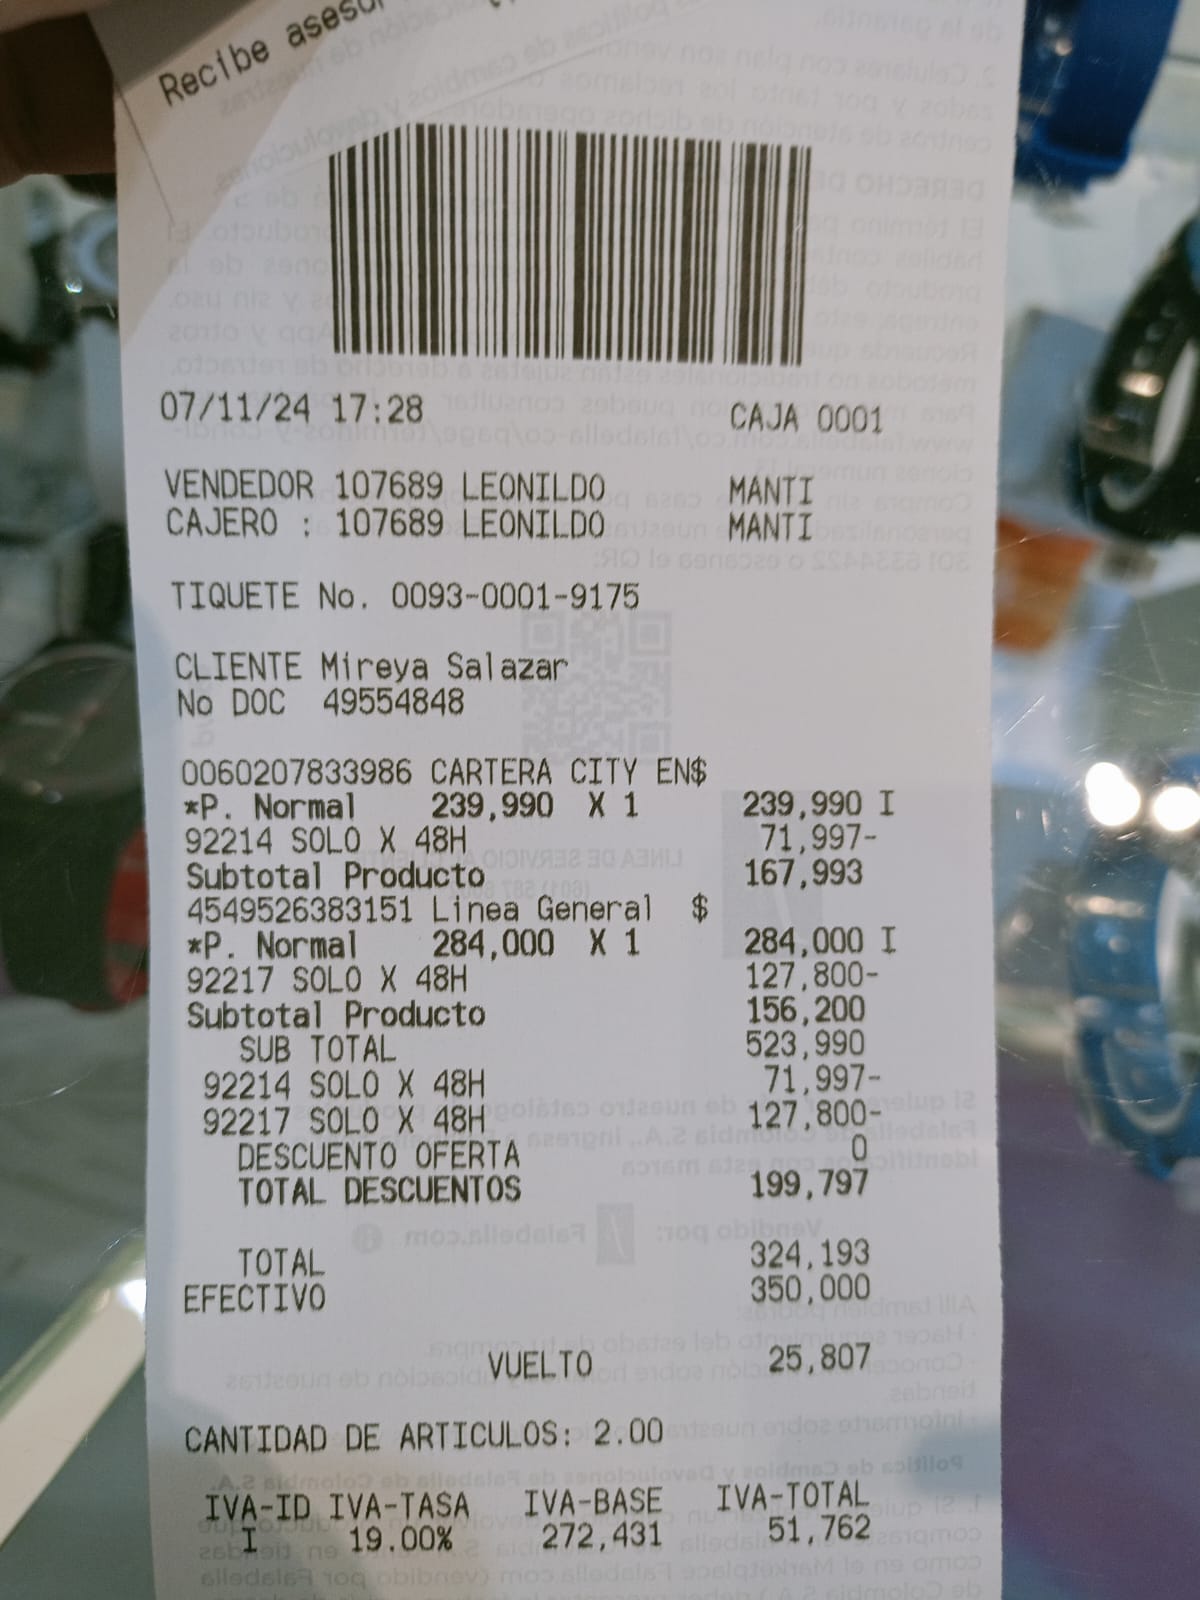 Recibe aseso
07/11/24 17:28 CAJA 0001
VENDEDOR 107689 LEONILDO MANTI
CAJERO : 107689 LEONILDO MANTI
TIQUETE No. 0093-0001-9175
CLIENTE Mireya Salazar
No DOC 49554848
0060207833986 CARTERA CITY EN$
*P. Normal 239,990 X 1 239,990 I
92214 SOLO X 48H 71,997-
Subtotal Producto 167,993
4549526383151 Linea General $
*P. Normal 284,000 X 1 284,000 I
92217 SOLO X 48H 127,800-
Subtotal Producto 156,200
SUB TOTAL 523,990
92214 SOLO X 48H 71,997-
92217 SOLO X 48H 127,800-
DESCUENTO OFERTA 0
TOTAL DESCUENTOS 199,797
TOTAL 324,193
EFECTIVO 350,000
VUELTO 25,807
CANTIDAD DE ARTICULOS: 2.00
IVA-ID IVA-TASA IVA-BASE IVA-TOTAL
I 19.00% 272,431 51,762